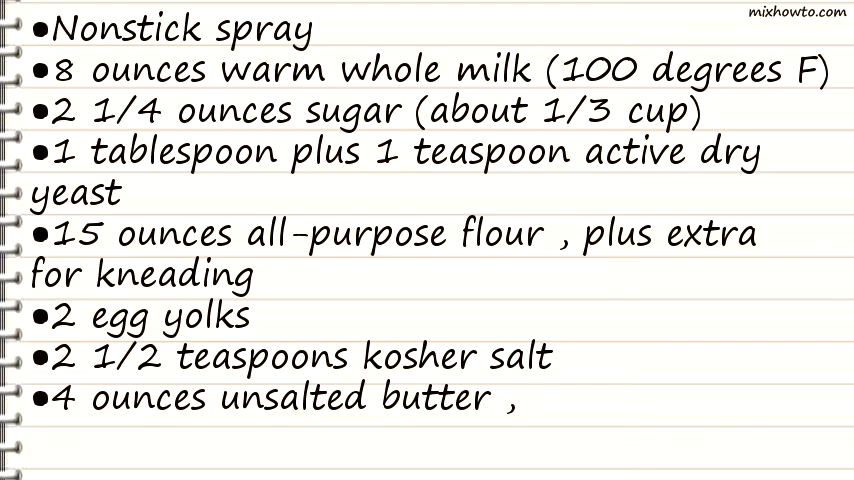 mixhowto.com
•Nonstick spray
•8 ounces warm whole milk (100 degrees F)
•2 1/4 ounces sugar (about 1/3 cup)
•1 tablespoon plus 1 teaspoon active dry
yeast
•15 ounces all-purpose flour , plus extra
for kneading
•2 egg yolks
•2 1/2 teaspoons kosher salt
•4 ounces unsalted butter ,